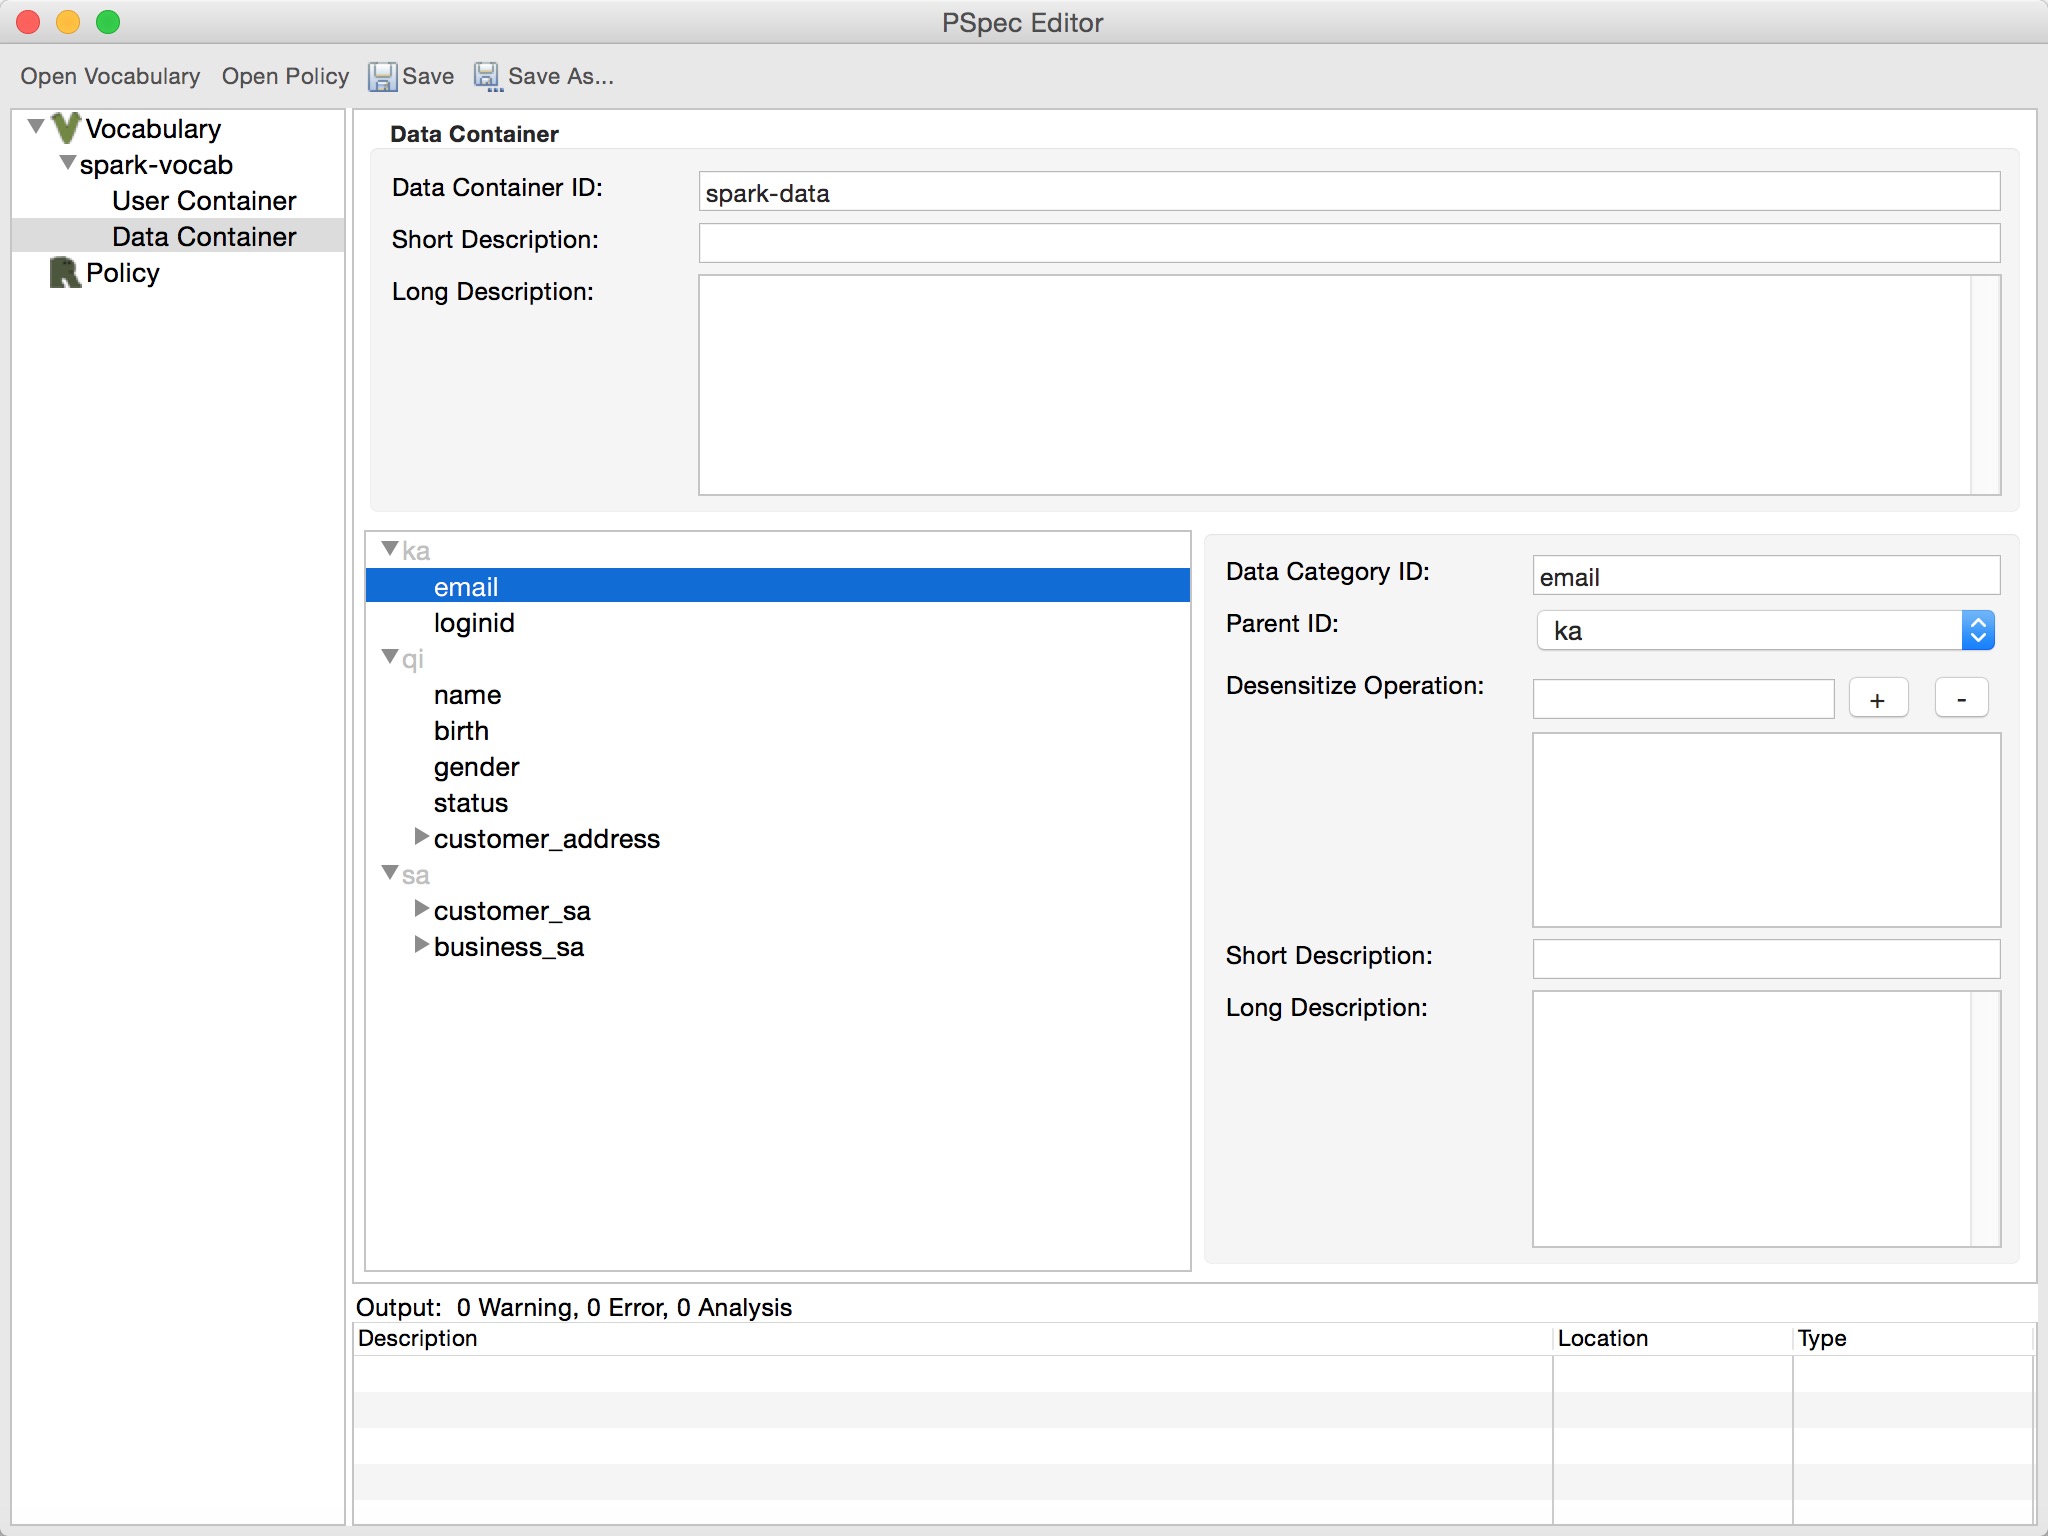 PSpec Editor
Open Vocabulary Open Policy Save Save As...
Vocabulary
spark-vocab
User Container
Data Container
Policy
Data Container
Data Container ID: spark-data
Short Description:
Long Description:
ka
email
loginid
qi
name
birth
gender
status
customer_address
sa
customer_sa
business_sa
Data Category ID: email
Parent ID: ka
Desensitize Operation: + -
Short Description:
Long Description:
Output: 0 Warning, 0 Error, 0 Analysis
Description Location Type